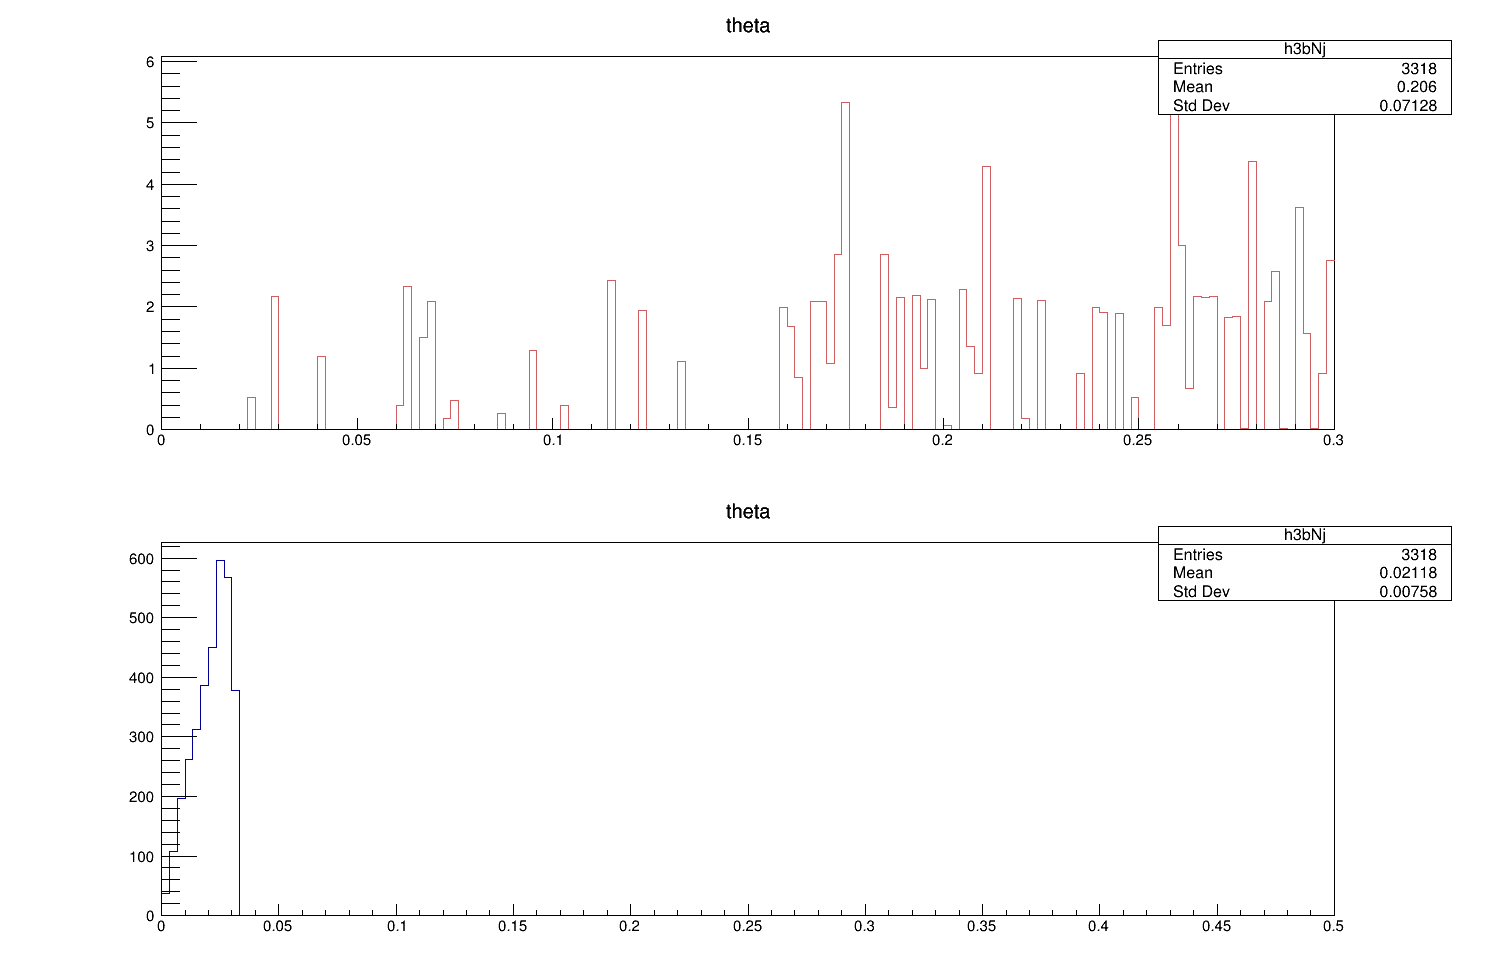 theta
h3bNj
Entries 3318
Mean 0.206
Std Dev 0.07128
6
5
4
3
2
1
0
0 0.05 0.1 0.15 0.2 0.25 0.3
theta
h3bNj
Entries 3318
Mean 0.02118
Std Dev 0.00758
600
500
400
300
200
100
0
0 0.05 0.1 0.15 0.2 0.25 0.3 0.35 0.4 0.45 0.5